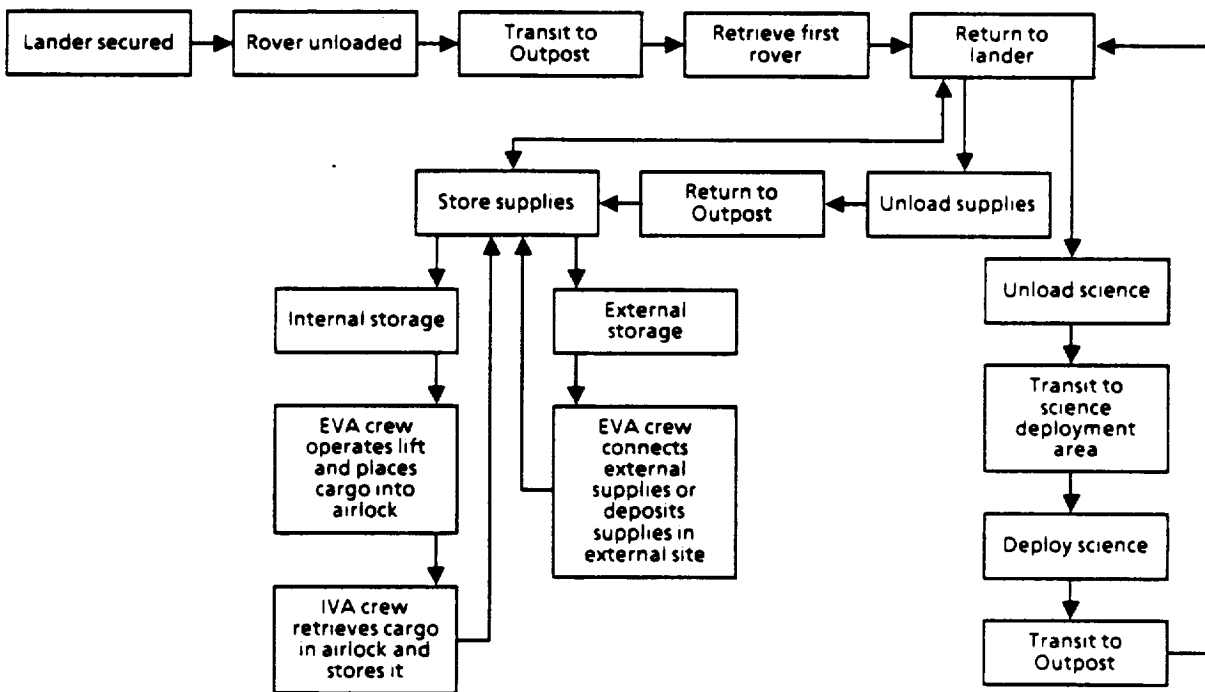 Lander secured
Rover unloaded
Transit to
Outpost
Retrieve first
rover
Return to
lander
Store supplies
Return to
Outpost
Unload supplies
Internal storage
External
storage
Unload science
EVA crew
operates lift
and places
cargo into
airlock
EVA crew
connects
external
supplies or
deposits
supplies in
external site
Transit to
science
deployment
area
Deploy science
IVA crew
retrieves cargo
in airlock and
stores it
Transit to
Outpost